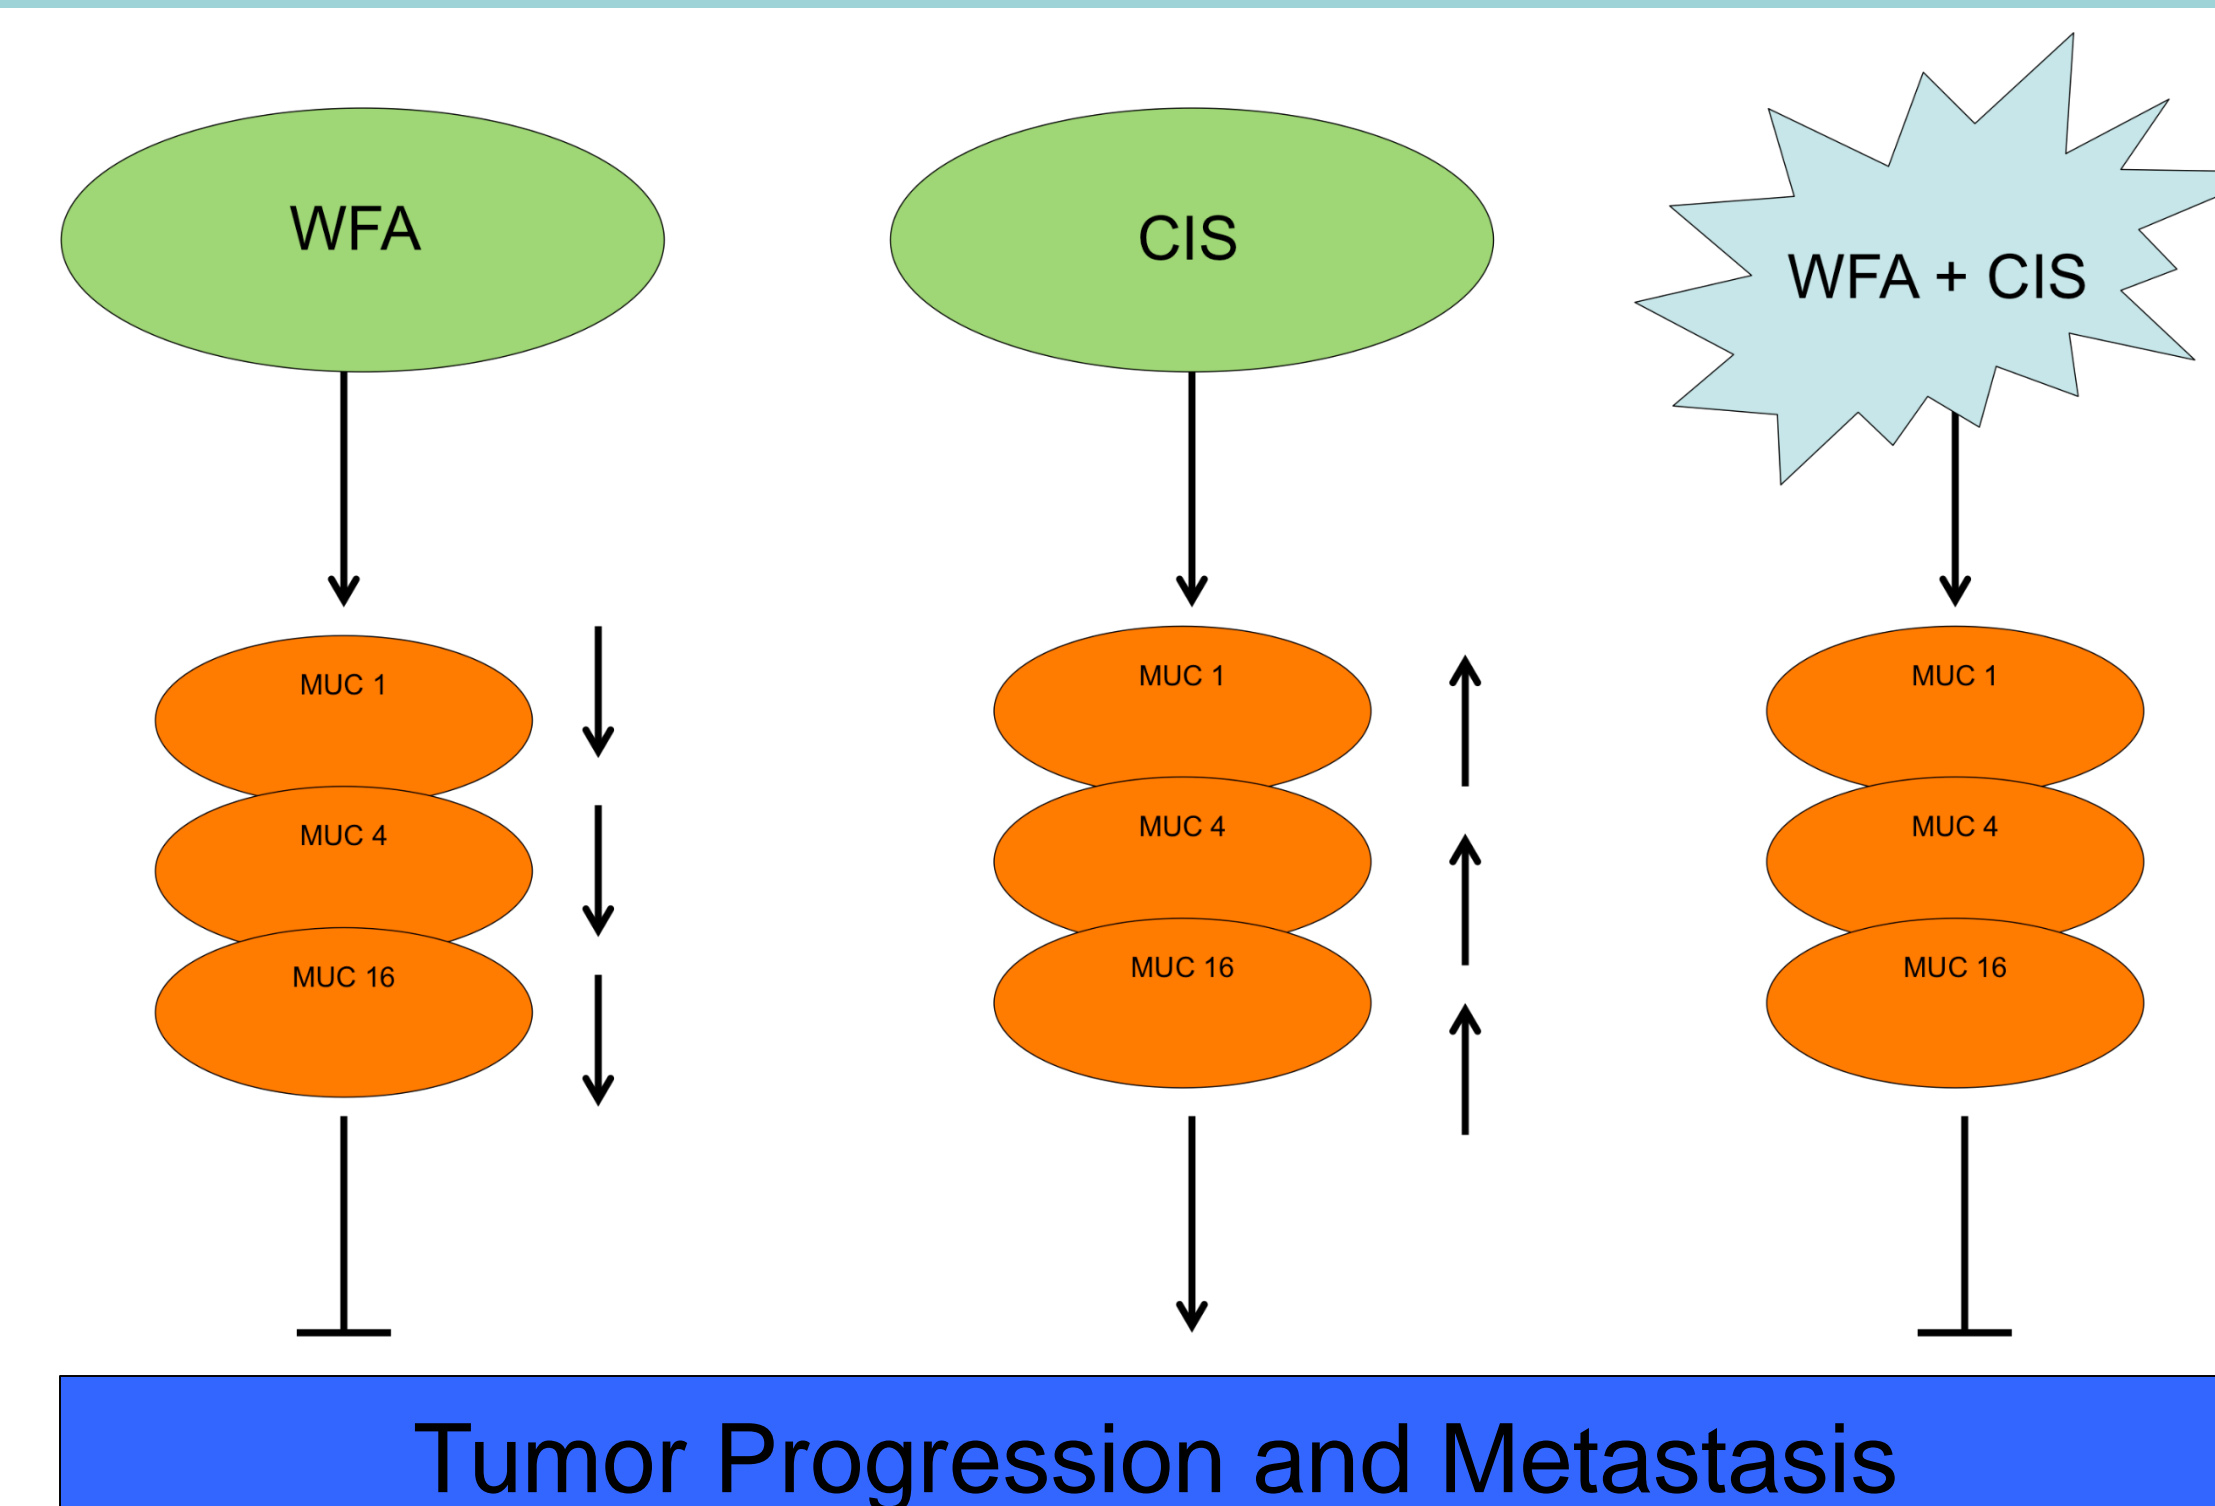 WFA
CIS
WFA + CIS
MUC 1
MUC 4
MUC 16
MUC 1
MUC 4
MUC 16
MUC 1
MUC 4
MUC 16
Tumor Progression and Metastasis